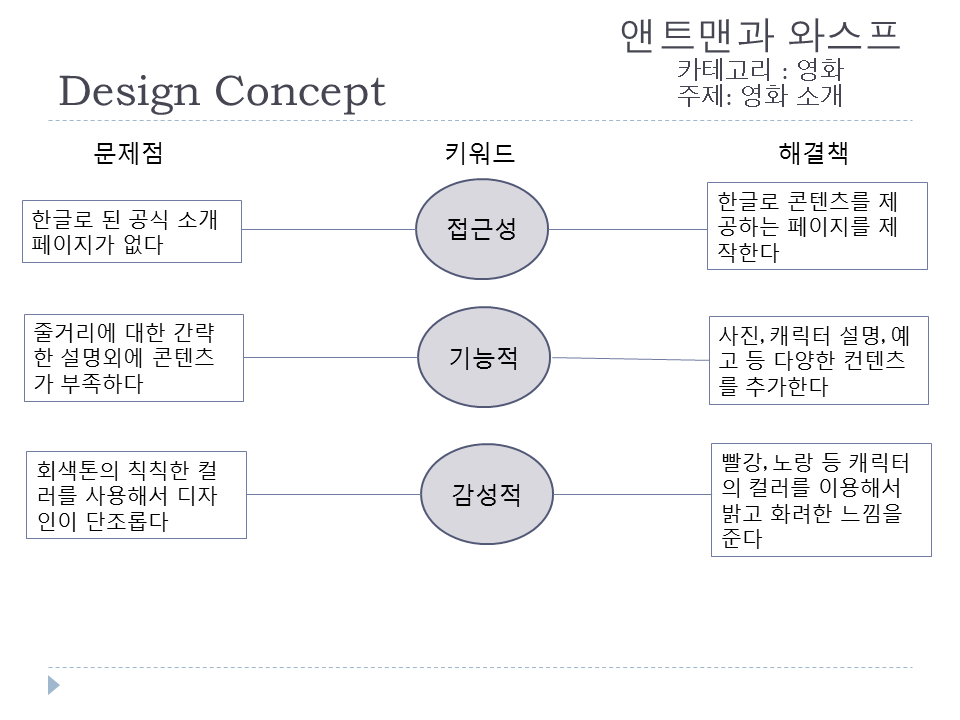 앤트맨과 와스프
카테고리 : 영화
주제: 영화 소개
Design Concept
문제점
키워드
해결책
한글로 된 공식 소개
페이지가 없다
접근성
한글로 콘텐츠를 제
공하는 페이지를 제
작한다
줄거리에 대한 간략
한 설명외에 콘텐츠
가 부족하다
기능적
사진, 캐릭터 설명, 예
고 등 다양한 컨텐츠
를 추가한다
회색톤의 칙칙한 컬
러를 사용해서 디자
인이 단조롭다
감성적
빨강, 노랑 등 캐릭터
의 컬러를 이용해서
밝고 화려한 느낌을
준다